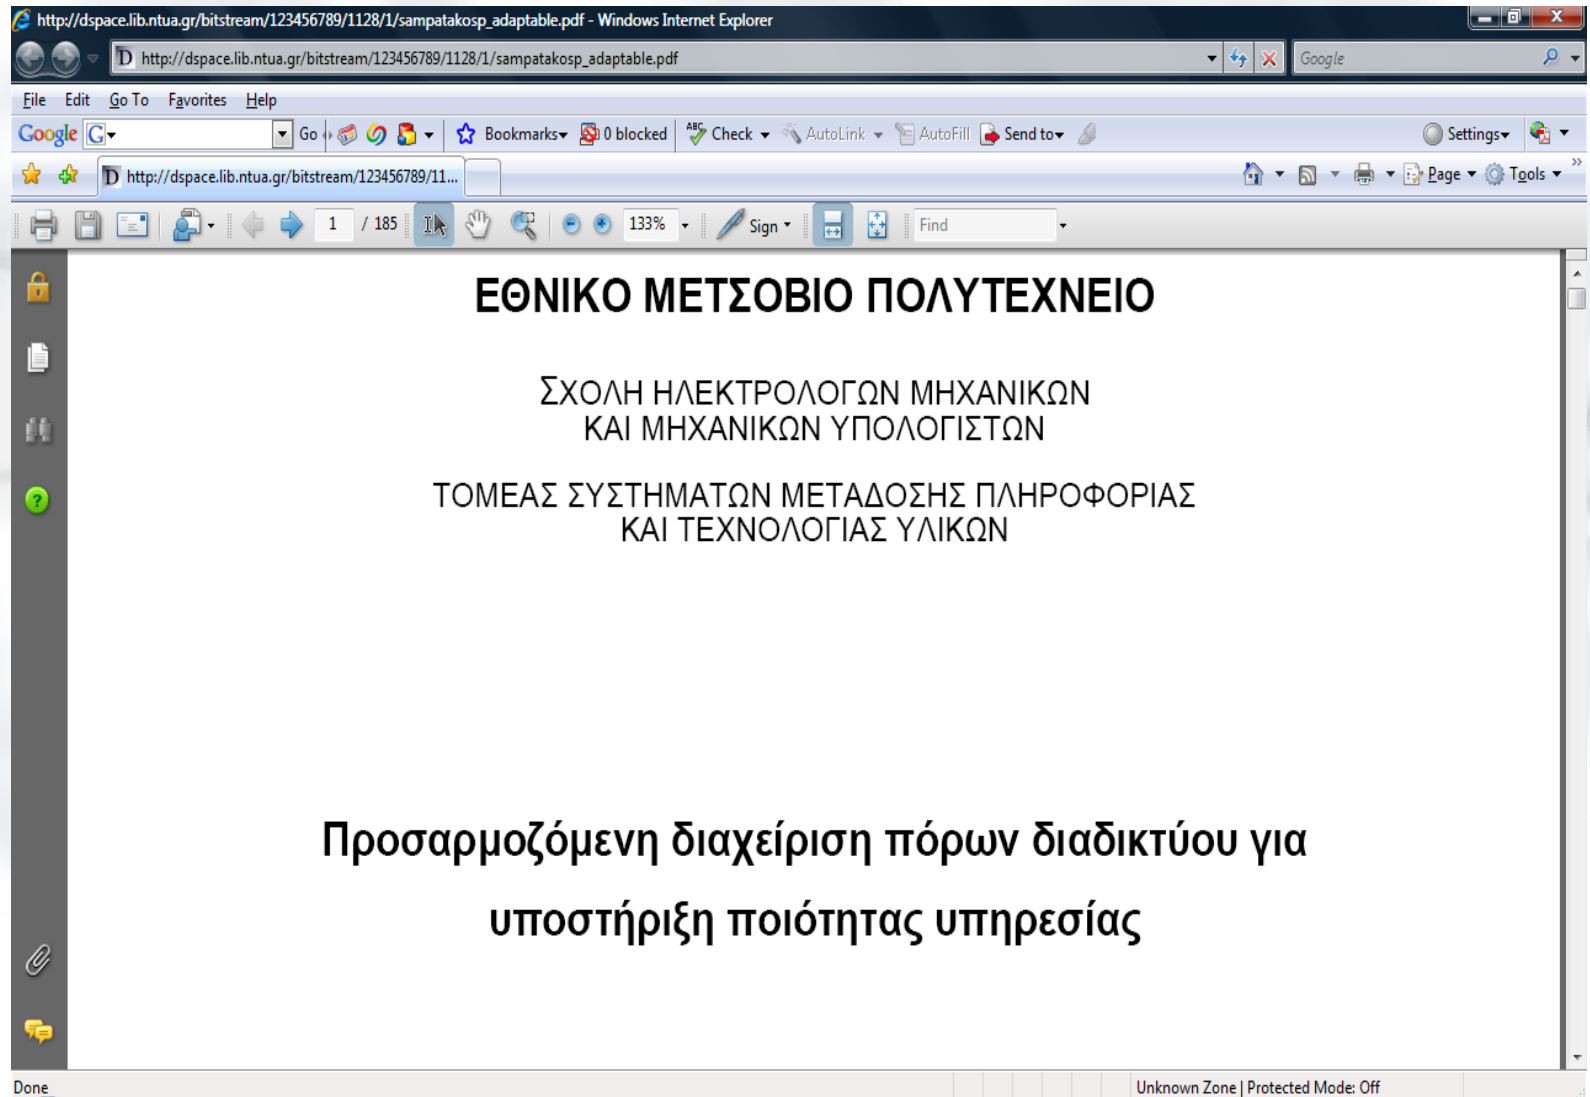 http://dspace.lib.ntua.gr/bitstream/123456789/1128/1/sampatakosp_adaptable.pdf - Windows Internet Explorer
http://dspace.lib.ntua.gr/bitstream/123456789/1128/1/sampatakosp_adaptable.pdf Google
File Edit Go To Favorites Help
Google G Go Bookmarks 0 blocked ABC Check AutoLink AutoFill Send to Settings
http://dspace.lib.ntua.gr/bitstream/123456789/11... Page Tools
1 / 185 133% Sign Find
ΕΘΝΙΚΟ ΜΕΤΣΟΒΙΟ ΠΟΛΥΤΕΧΝΕΙΟ
ΣΧΟΛΗ ΗΛΕΚΤΡΟΛΟΓΩΝ ΜΗΧΑΝΙΚΩΝ
ΚΑΙ ΜΗΧΑΝΙΚΩΝ ΥΠΟΛΟΓΙΣΤΩΝ
ΤΟΜΕΑΣ ΣΥΣΤΗΜΑΤΩΝ ΜΕΤΑΔΟΣΗΣ ΠΛΗΡΟΦΟΡΙΑΣ
ΚΑΙ ΤΕΧΝΟΛΟΓΙΑΣ ΥΛΙΚΩΝ
Προσαρμοζόμενη διαχείριση πόρων διαδικτύου για
υποστήριξη ποιότητας υπηρεσίας
Done Unknown Zone | Protected Mode: Off